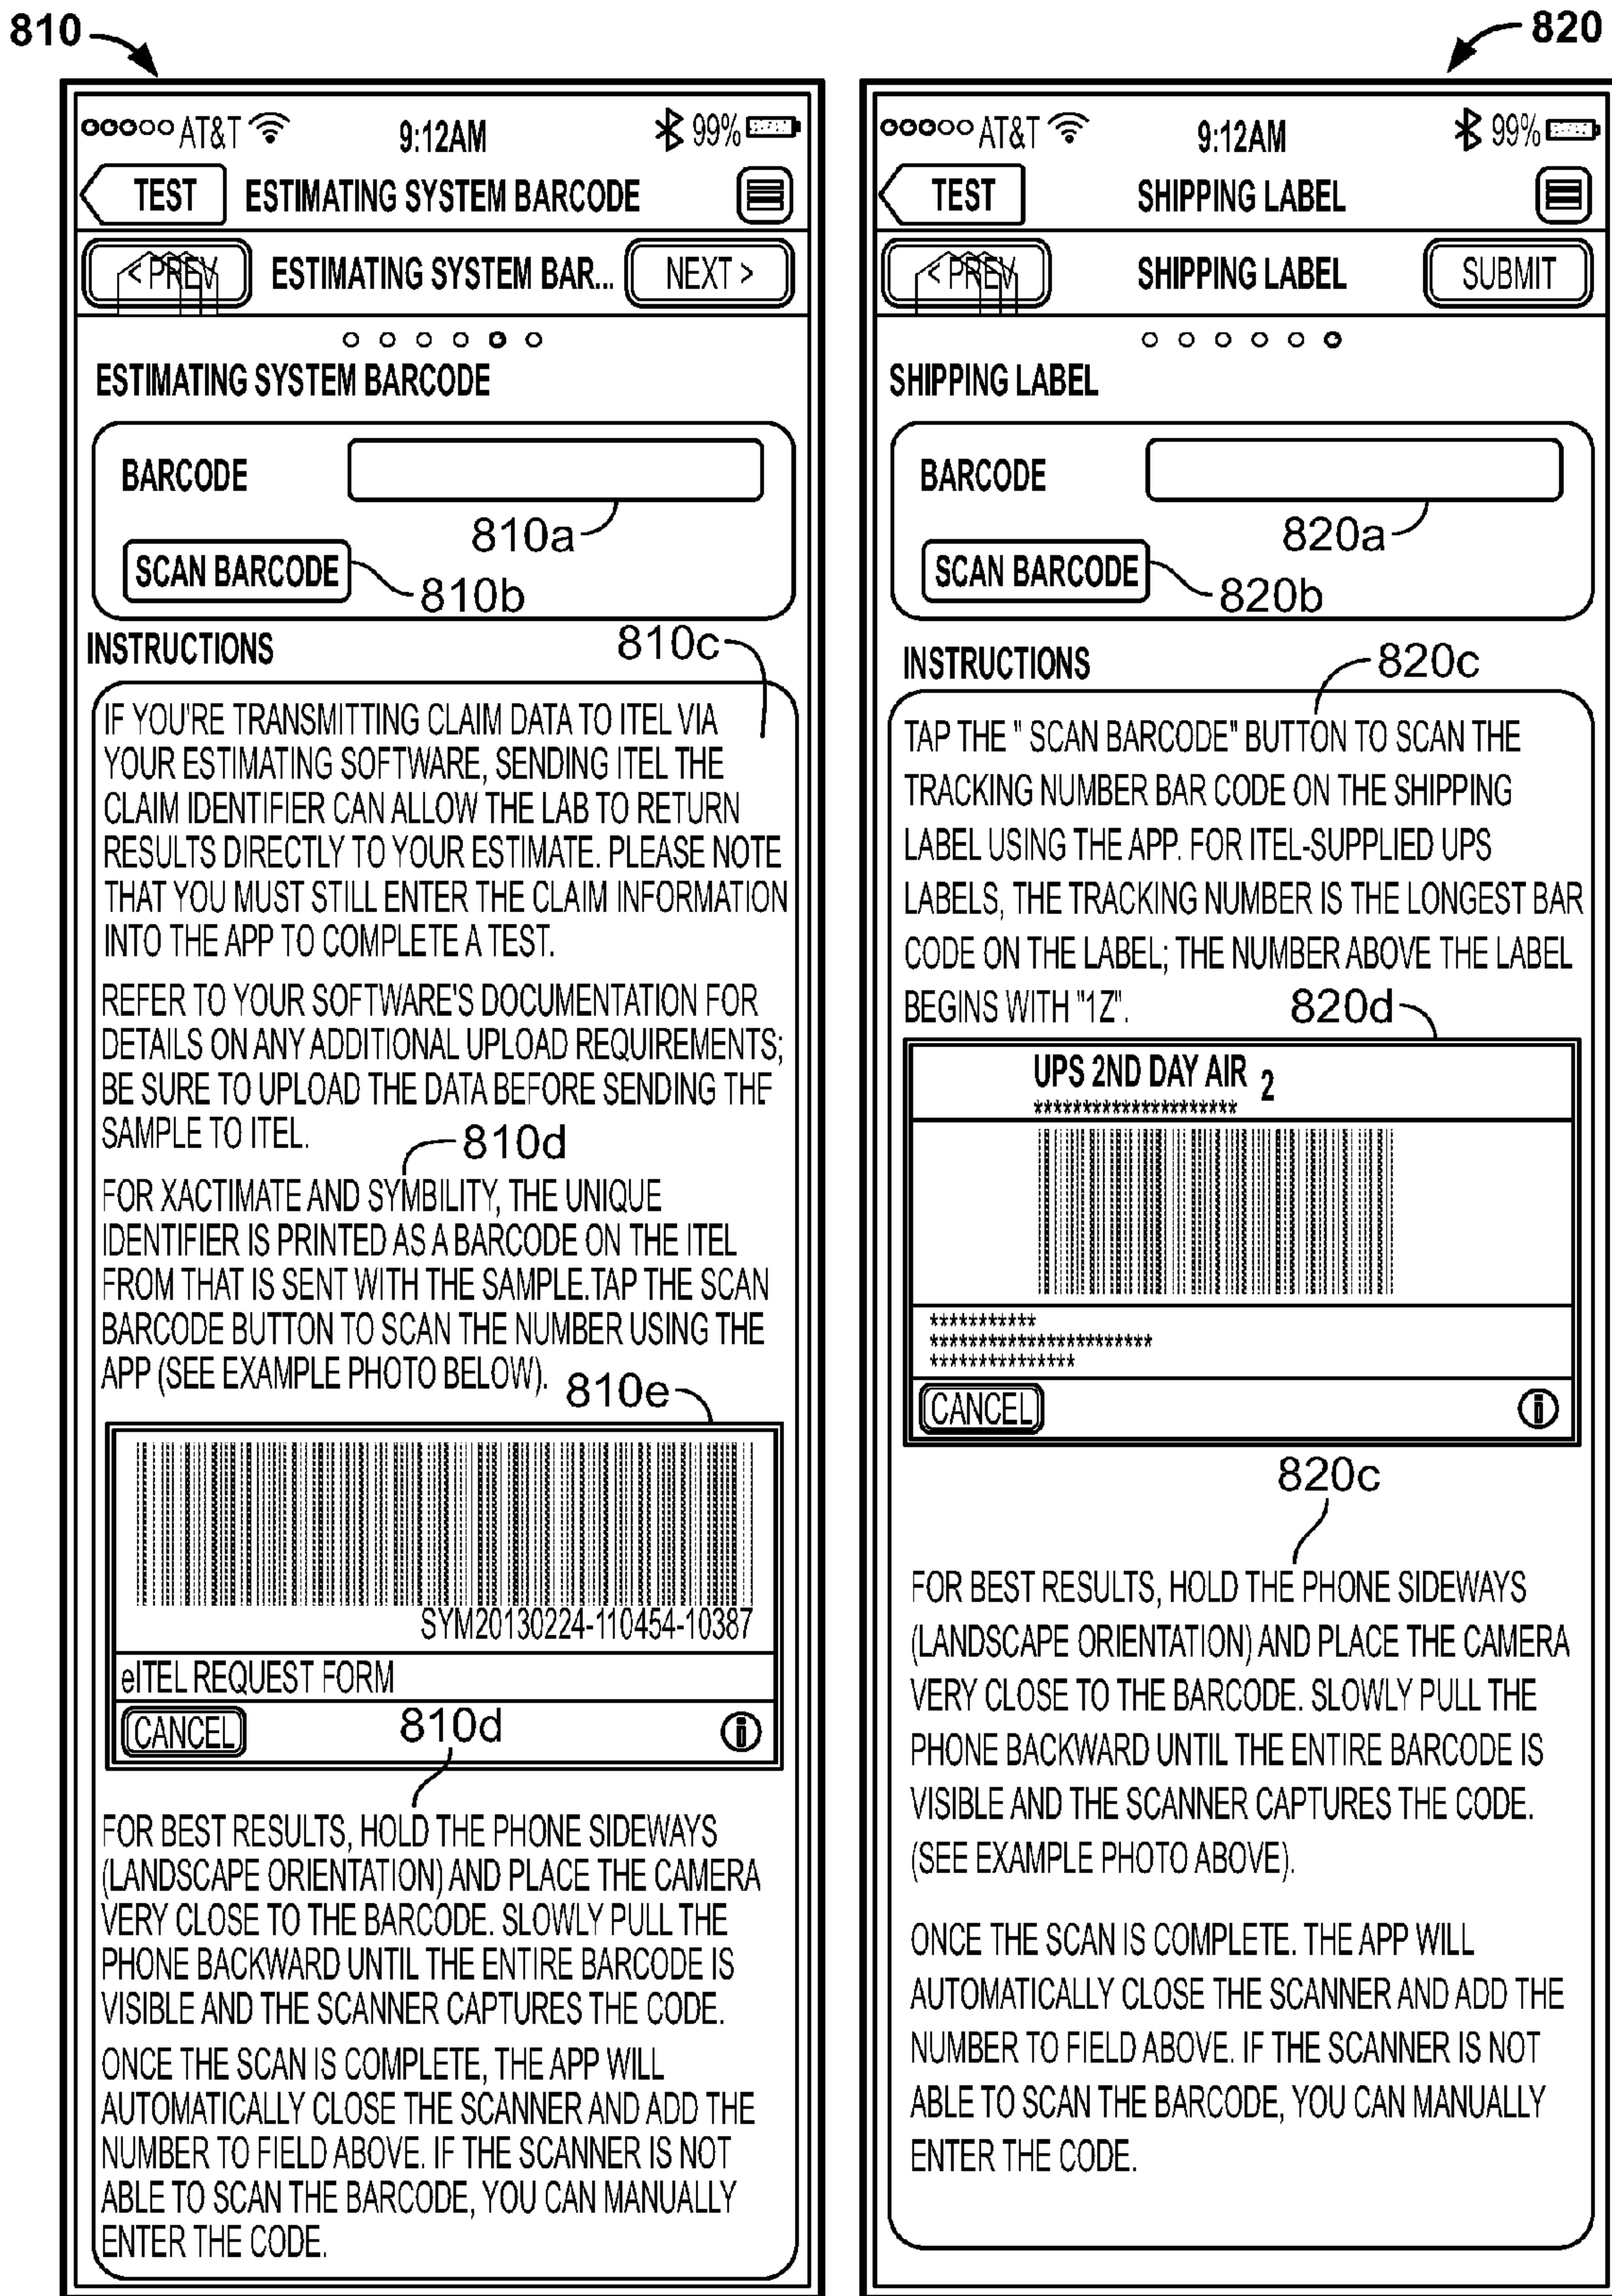 810
ooooo AT&T 9:12AM 99%
TEST ESTIMATING SYSTEM BARCODE
< PREV ESTIMATING SYSTEM BAR... NEXT >
ESTIMATING SYSTEM BARCODE
BARCODE
810a
SCAN BARCODE
810b
INSTRUCTIONS
810c
IF YOU'RE TRANSMITTING CLAIM DATA TO ITEL VIA
YOUR ESTIMATING SOFTWARE, SENDING ITEL THE
CLAIM IDENTIFIER CAN ALLOW THE LAB TO RETURN
RESULTS DIRECTLY TO YOUR ESTIMATE. PLEASE NOTE
THAT YOU MUST STILL ENTER THE CLAIM INFORMATION
INTO THE APP TO COMPLETE A TEST.
REFER TO YOUR SOFTWARE'S DOCUMENTATION FOR
DETAILS ON ANY ADDITIONAL UPLOAD REQUIREMENTS;
BE SURE TO UPLOAD THE DATA BEFORE SENDING THE
SAMPLE TO ITEL.
810d
FOR XACTIMATE AND SYMBILITY, THE UNIQUE
IDENTIFIER IS PRINTED AS A BARCODE ON THE ITEL
FROM THAT IS SENT WITH THE SAMPLE.TAP THE SCAN
BARCODE BUTTON TO SCAN THE NUMBER USING THE
APP (SEE EXAMPLE PHOTO BELOW).
810e
SYM20130224-110454-10387
eITEL REQUEST FORM
CANCEL
810d
FOR BEST RESULTS, HOLD THE PHONE SIDEWAYS
(LANDSCAPE ORIENTATION) AND PLACE THE CAMERA
VERY CLOSE TO THE BARCODE. SLOWLY PULL THE
PHONE BACKWARD UNTIL THE ENTIRE BARCODE IS
VISIBLE AND THE SCANNER CAPTURES THE CODE.
ONCE THE SCAN IS COMPLETE, THE APP WILL
AUTOMATICALLY CLOSE THE SCANNER AND ADD THE
NUMBER TO FIELD ABOVE. IF THE SCANNER IS NOT
ABLE TO SCAN THE BARCODE, YOU CAN MANUALLY
ENTER THE CODE.
820
ooooo AT&T 9:12AM 99%
TEST SHIPPING LABEL
< PREV SHIPPING LABEL SUBMIT
SHIPPING LABEL
BARCODE
820a
SCAN BARCODE
820b
INSTRUCTIONS
820c
TAP THE " SCAN BARCODE" BUTTON TO SCAN THE
TRACKING NUMBER BAR CODE ON THE SHIPPING
LABEL USING THE APP. FOR ITEL-SUPPLIED UPS
LABELS, THE TRACKING NUMBER IS THE LONGEST BAR
CODE ON THE LABEL; THE NUMBER ABOVE THE LABEL
BEGINS WITH "1Z".
820d
UPS 2ND DAY AIR 2
*********************
***********
***********************
***************
CANCEL
820c
FOR BEST RESULTS, HOLD THE PHONE SIDEWAYS
(LANDSCAPE ORIENTATION) AND PLACE THE CAMERA
VERY CLOSE TO THE BARCODE. SLOWLY PULL THE
PHONE BACKWARD UNTIL THE ENTIRE BARCODE IS
VISIBLE AND THE SCANNER CAPTURES THE CODE.
(SEE EXAMPLE PHOTO ABOVE).
ONCE THE SCAN IS COMPLETE. THE APP WILL
AUTOMATICALLY CLOSE THE SCANNER AND ADD THE
NUMBER TO FIELD ABOVE. IF THE SCANNER IS NOT
ABLE TO SCAN THE BARCODE, YOU CAN MANUALLY
ENTER THE CODE.